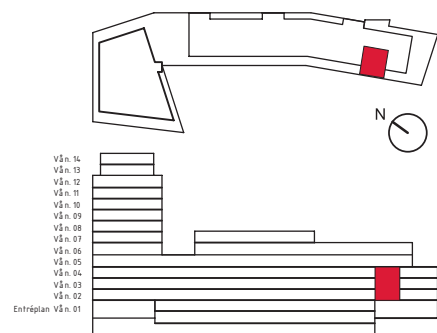 N
Vån. 14
Vån. 13
Vån. 12
Vån. 11
Vån. 10
Vån. 09
Vån. 08
Vån. 07
Vån. 06
Vån. 05
Vån. 04
Vån. 03
Vån. 02
Entréplan Vån. 01